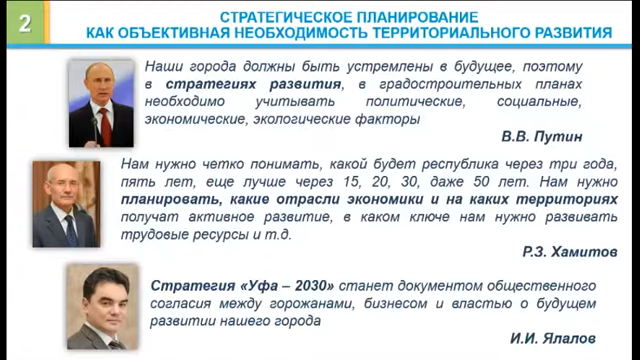 2
СТРАТЕГИЧЕСКОЕ ПЛАНИРОВАНИЕ
КАК ОБЪЕКТИВНАЯ НЕОБХОДИМОСТЬ ТЕРРИТОРИАЛЬНОГО РАЗВИТИЯ
Наши города должны быть устремлены в будущее, поэтому
в стратегиях развития, в градостроительных планах
необходимо учитывать политические, социальные,
экономические, экологические факторы
В.В. Путин
Нам нужно четко понимать, какой будет республика через три года,
пять лет, еще лучше через 15, 20, 30, даже 50 лет. Нам нужно
планировать, какие отрасли экономики и на каких территориях
получат активное развитие, в каком ключе нам нужно развивать
трудовые ресурсы и т.д.
Р.З. Хамитов
Стратегия «Уфа – 2030» станет документом общественного
согласия между горожанами, бизнесом и властью о будущем
развитии нашего города
И.И. Ялалов